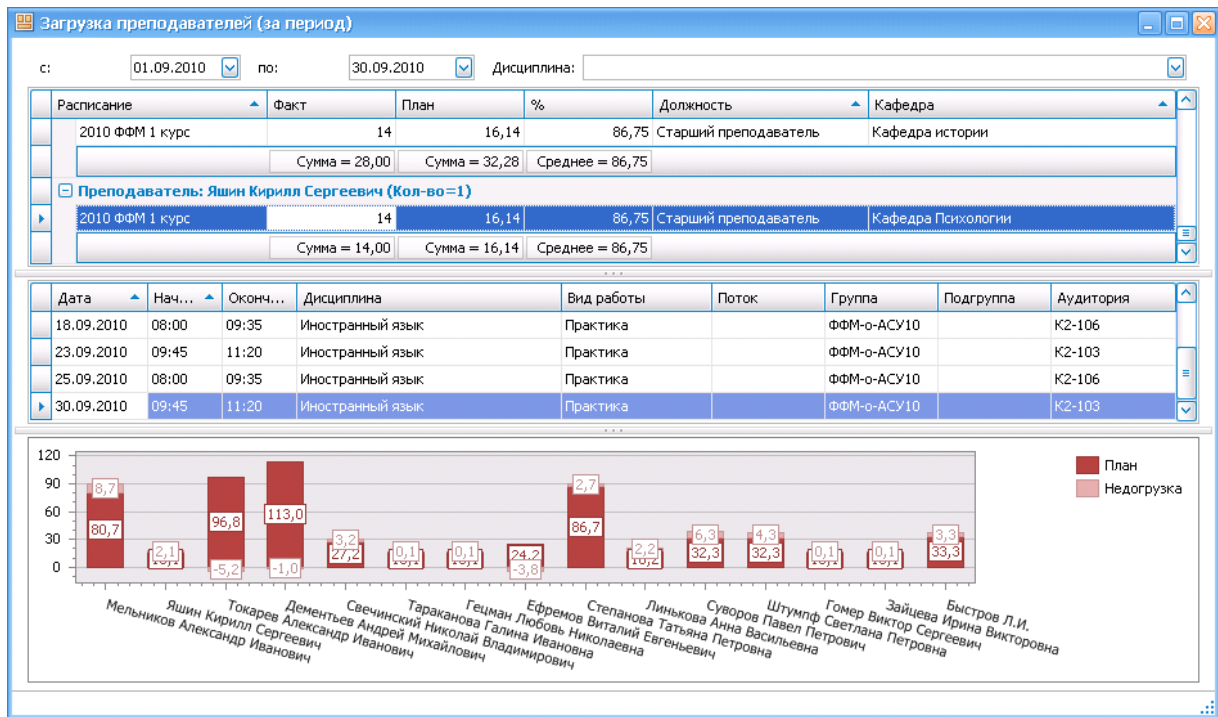 Загрузка преподавателей (за период)
с: 01.09.2010 по: 30.09.2010 Дисциплина:
Расписание Факт План % Должность Кафедра
2010 ФФМ 1 курс 14 16,14 86,75 Старший преподаватель Кафедра истории
Сумма = 28,00 Сумма = 32,28 Среднее = 86,75
Преподаватель: Яшин Кирилл Сергеевич (Кол-во=1)
2010 ФФМ 1 курс 14 16,14 86,75 Старший преподаватель Кафедра Психологии
Сумма = 14,00 Сумма = 16,14 Среднее = 86,75
Дата Нач... Оконч... Дисциплина Вид работы Поток Группа Подгруппа Аудитория
18.09.2010 08:00 09:35 Иностранный язык Практика ФФМ-о-АСУ10 К2-106
23.09.2010 09:45 11:20 Иностранный язык Практика ФФМ-о-АСУ10 К2-103
25.09.2010 08:00 09:35 Иностранный язык Практика ФФМ-о-АСУ10 К2-106
30.09.2010 09:45 11:20 Иностранный язык Практика ФФМ-о-АСУ10 К2-103
120
90
60
30
0
8,7
80,7
2,1
96,8
-5,2
113,0
-1,0
3,2
27,2
0,1
0,1
24,2
-3,8
2,7
86,7
2,2
6,3
32,3
4,3
32,3
0,1
0,1
3,3
33,3
План
Недогрузка
Мельников Александр Иванович
Яшин Кирилл Сергеевич
Токарев Александр Иванович
Дементьев Андрей Михайлович
Свечинский Николай Владимирович
Тараканова Галина Ивановна
Гецман Любовь Николаевна
Ефремов Виталий Евгеньевич
Степанова Татьяна Петровна
Линькова Анна Васильевна
Суворов Павел Петрович
Штумпф Светлана Петровна
Гомер Виктор Сергеевич
Зайцева Ирина Викторовна
Быстров Л.И.